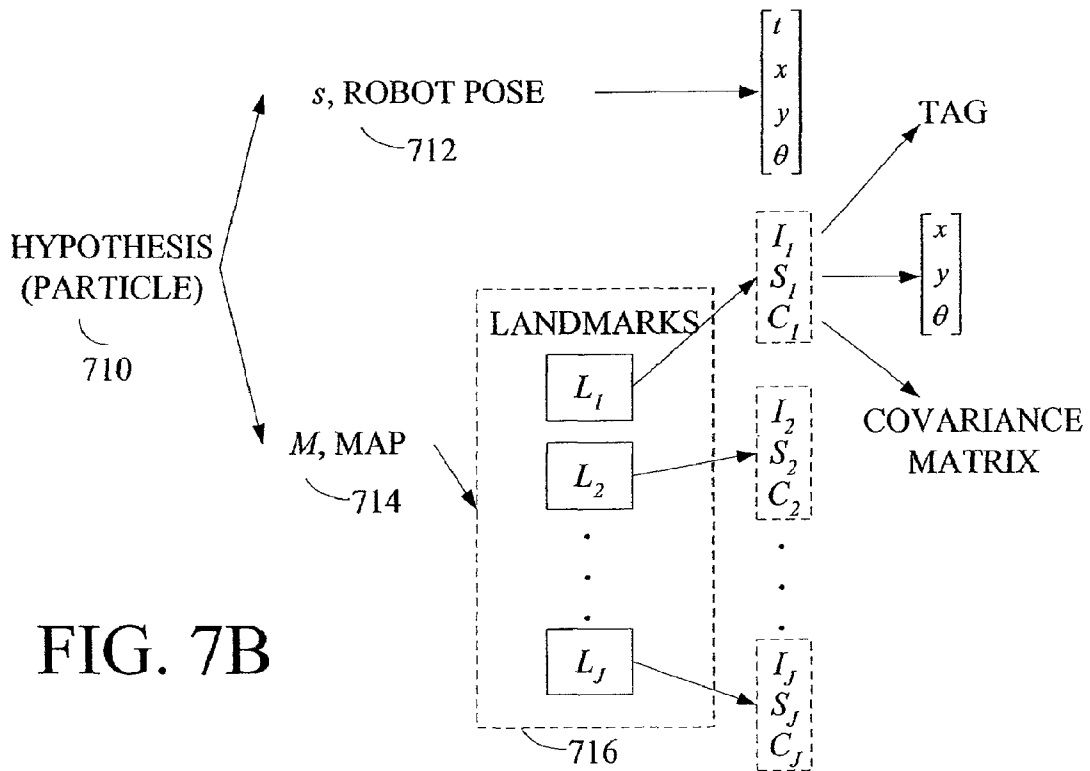 s, ROBOT POSE
712
t
x
y
θ
TAG
HYPOTHESIS
(PARTICLE)
710
M, MAP
714
LANDMARKS
L1
L2
.
.
.
LJ
716
I1
S1
C1
x
y
θ
COVARIANCE
MATRIX
I2
S2
C2
.
.
.
IJ
SJ
CJ
FIG. 7B